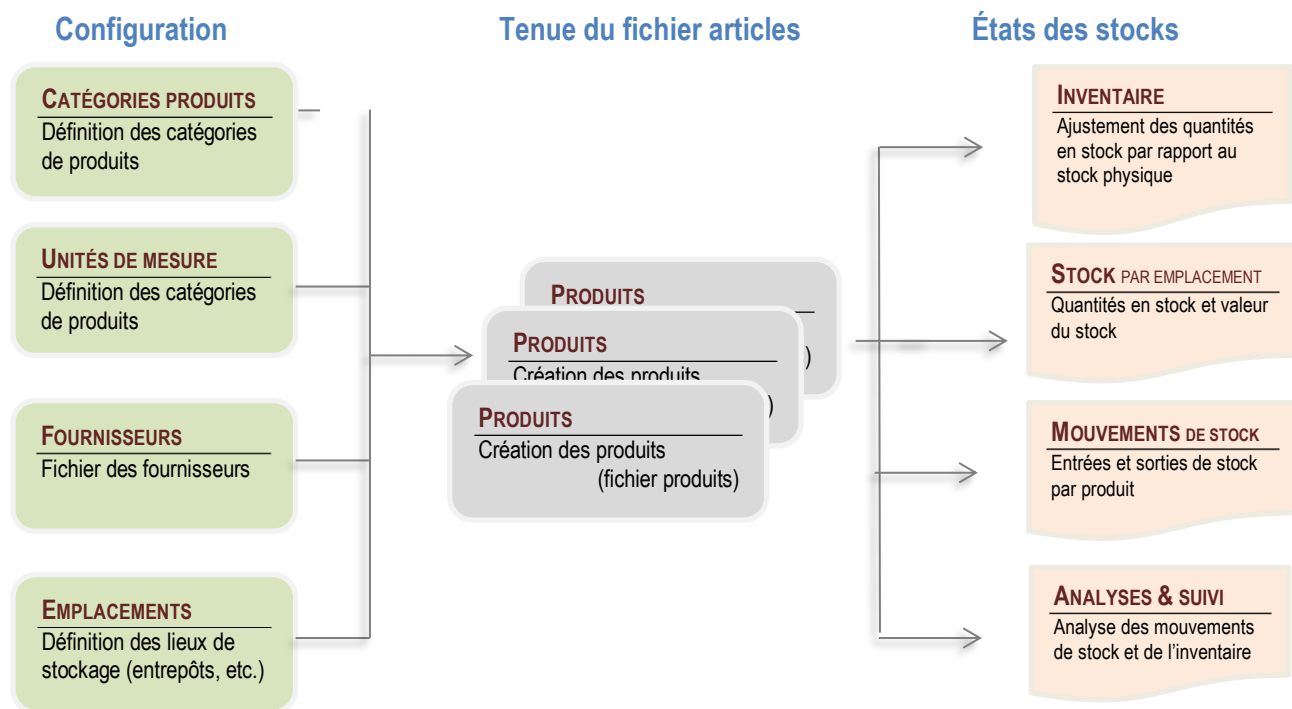 Configuration
Tenue du fichier articles
États des stocks
CATÉGORIES PRODUITS
Définition des catégories
de produits
UNITÉS DE MESURE
Définition des catégories
de produits
FOURNISSEURS
Fichier des fournisseurs
EMPLACEMENTS
Définition des lieux de
stockage (entrepôts, etc.)
PRODUITS
)
PRODUITS
Création des produits
)
PRODUITS
Création des produits
(fichier produits)
INVENTAIRE
Ajustement des quantités
en stock par rapport au
stock physique
STOCK PAR EMPLACEMENT
Quantités en stock et valeur
du stock
MOUVEMENTS DE STOCK
Entrées et sorties de stock
par produit
ANALYSES & SUIVI
Analyse des mouvements
de stock et de l’inventaire